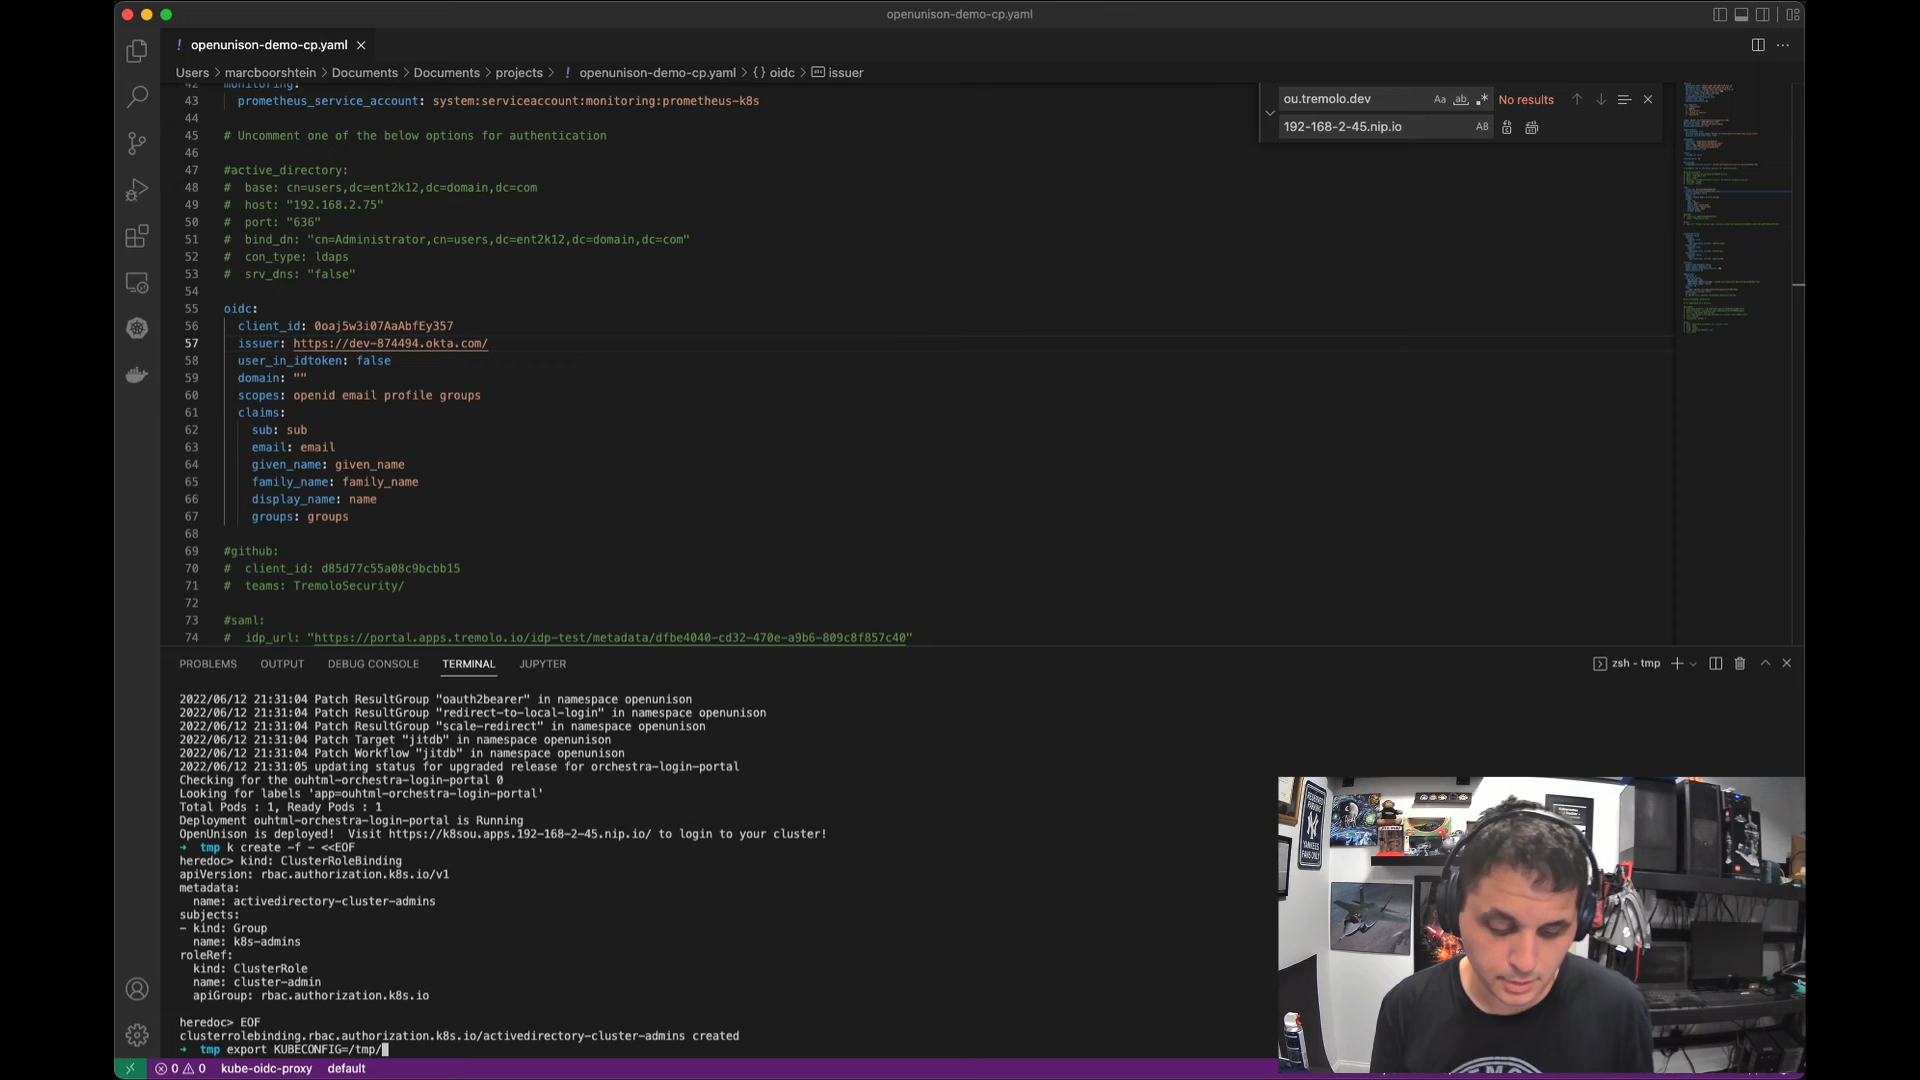 openunison-demo-cp.yaml
! openunison-demo-cp.yaml
Users > marcboorshtein > Documents > Documents > projects > ! openunison-demo-cp.yaml > {} oidc > issuer
42 monitoring:
43 prometheus_service_account: system:serviceaccount:monitoring:prometheus-k8s
44
45 # Uncomment one of the below options for authentication
46
47 #active_directory:
48 # base: cn=users,dc=ent2k12,dc=domain,dc=com
49 # host: "192.168.2.75"
50 # port: "636"
51 # bind_dn: "cn=Administrator,cn=users,dc=ent2k12,dc=domain,dc=com"
52 # con_type: ldaps
53 # srv_dns: "false"
54
55 oidc:
56 client_id: 0oaj5w3i07AaAbfEy357
57 issuer: https://dev-874494.okta.com/
58 user_in_idtoken: false
59 domain: ""
60 scopes: openid email profile groups
61 claims:
62 sub: sub
63 email: email
64 given_name: given_name
65 family_name: family_name
66 display_name: name
67 groups: groups
68
69 #github:
70 # client_id: d85d77c55a08c9bcbb15
71 # teams: TremoloSecurity/
72
73 #saml:
74 # idp_url: "https://portal.apps.tremolo.io/idp-test/metadata/dfbe4040-cd32-470e-a9b6-809c8f857c40"
ou.tremolo.dev Aa ab .* No results
192-168-2-45.nip.io AB
PROBLEMS OUTPUT DEBUG CONSOLE TERMINAL JUPYTER
zsh - tmp
2022/06/12 21:31:04 Patch ResultGroup "oauth2bearer" in namespace openunison
2022/06/12 21:31:04 Patch ResultGroup "redirect-to-local-login" in namespace openunison
2022/06/12 21:31:04 Patch ResultGroup "scale-redirect" in namespace openunison
2022/06/12 21:31:04 Patch Target "jitdb" in namespace openunison
2022/06/12 21:31:04 Patch Workflow "jitdb" in namespace openunison
2022/06/12 21:31:05 updating status for upgraded release for orchestra-login-portal
Checking for the ouhtml-orchestra-login-portal 0
Looking for labels 'app=ouhtml-orchestra-login-portal'
Total Pods : 1, Ready Pods : 1
Deployment ouhtml-orchestra-login-portal is Running
OpenUnison is deployed! Visit https://k8sou.apps.192-168-2-45.nip.io/ to login to your cluster!
→ tmp k create -f - <<EOF
heredoc> kind: ClusterRoleBinding
apiVersion: rbac.authorization.k8s.io/v1
metadata:
name: activedirectory-cluster-admins
subjects:
- kind: Group
name: k8s-admins
roleRef:
kind: ClusterRole
name: cluster-admin
apiGroup: rbac.authorization.k8s.io
heredoc> EOF
clusterrolebinding.rbac.authorization.k8s.io/activedirectory-cluster-admins created
→ tmp export KUBECONFIG=/tmp/
0 0 kube-oidc-proxy default
RESERVED PARKING
YANKEES FANS ONLY